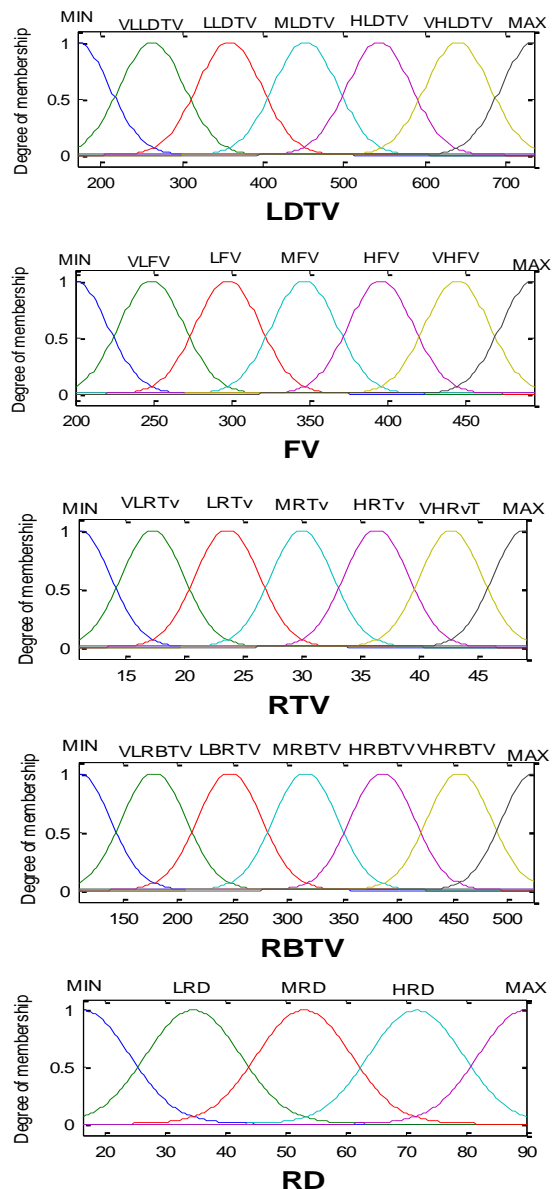 MIN VLLDTV LLDTV MLDTV HLDTV VHLDTV MAX
1
0.5
0
Degree of membership
200 300 400 500 600 700
LDTV
MIN VLFV LFV MFV HFV VHFV MAX
1
0.5
0
Degree of membership
200 250 300 350 400 450
FV
MIN VLRTv LRTv MRTv HRTv VHRvT MAX
1
0.5
0
Degree of membership
15 20 25 30 35 40 45
RTV
MIN VLRBTV LBRTV MRBTV HRBTV VHRBTV MAX
1
0.5
0
Degree of membership
150 200 250 300 350 400 450 500
RBTV
MIN LRD MRD HRD MAX
1
0.5
0
Degree of membership
20 30 40 50 60 70 80 90
RD